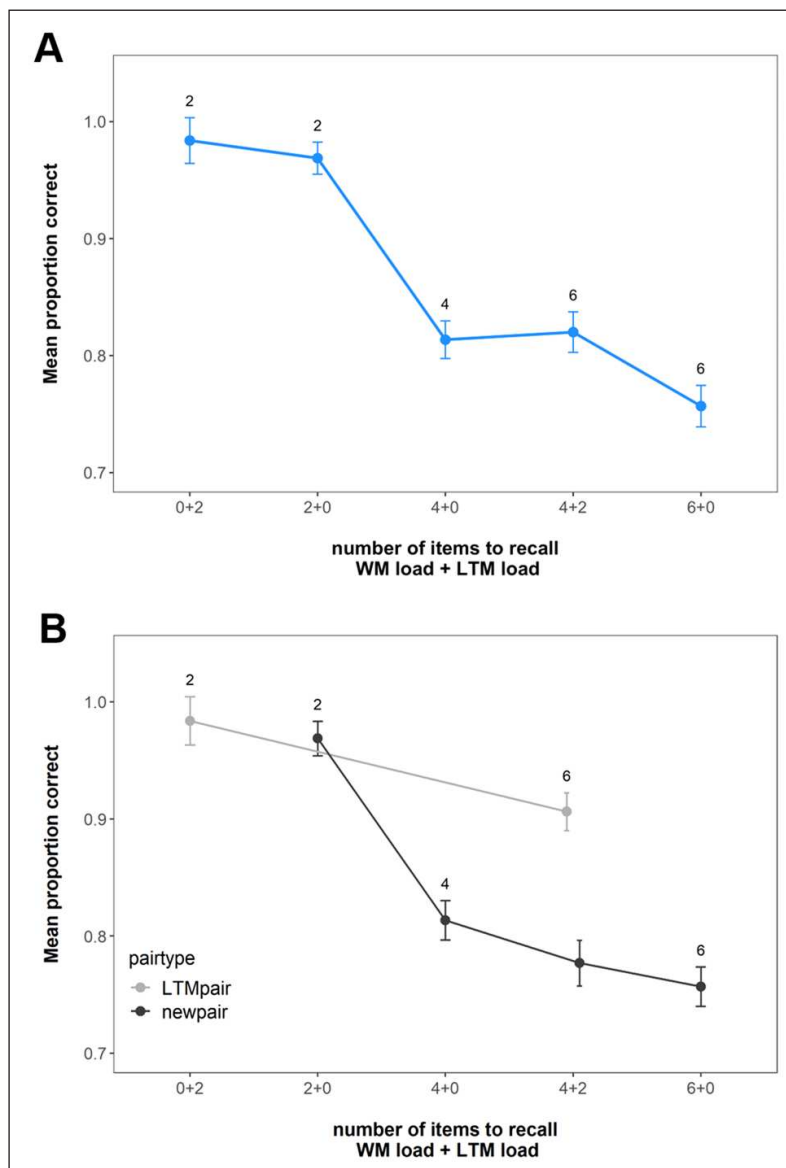 A
Mean proportion correct
1.0
0.9
0.8
0.7
2
2
4
6
6
0+2
2+0
4+0
4+2
6+0
number of items to recall
WM load + LTM load
B
Mean proportion correct
1.0
0.9
0.8
0.7
2
2
6
4
6
pairtype
LTMpair
newpair
0+2
2+0
4+0
4+2
6+0
number of items to recall
WM load + LTM load